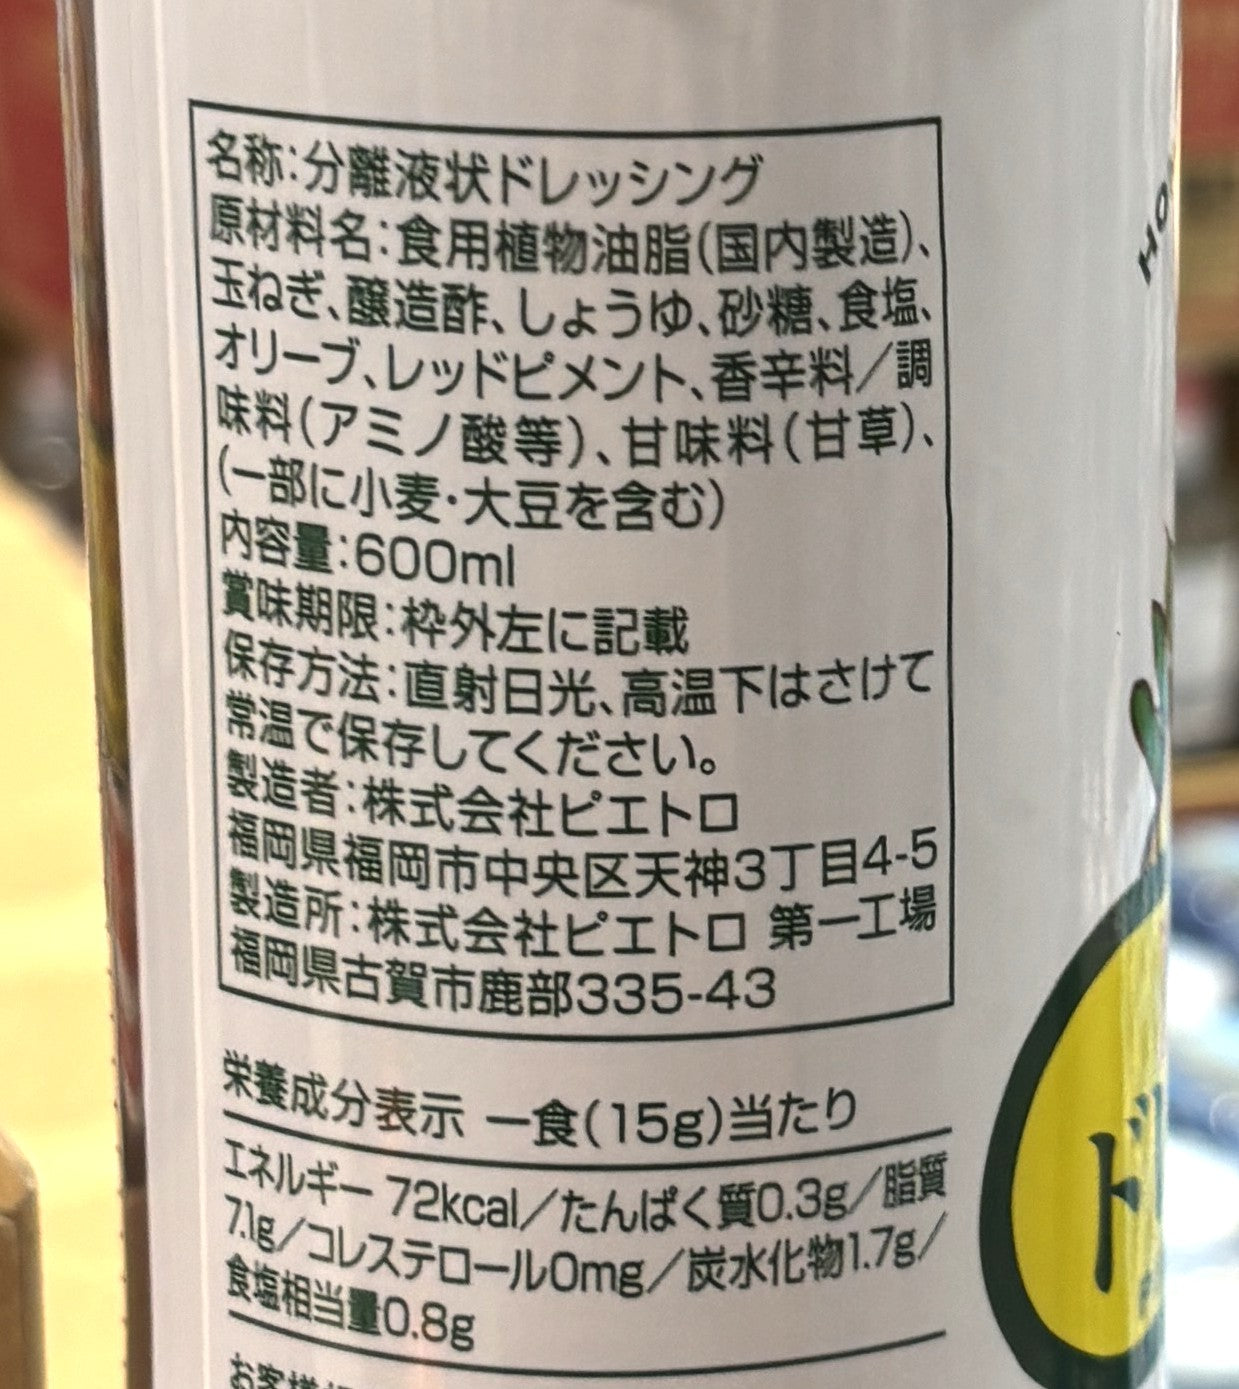 名称:分離液状ドレッシング
原材料名:食用植物油脂(国内製造)、
玉ねぎ、醸造酢、しょうゆ、砂糖、食塩、
オリーブ、レッドピメント、香辛料/調
味料(アミノ酸等)、甘味料(甘草)、
(一部に小麦・大豆を含む)
内容量:600ml
賞味期限:枠外左に記載
保存方法:直射日光、高温下はさけて
常温で保存してください。
製造者:株式会社ピエトロ
福岡県福岡市中央区天神3丁目4-5
製造所:株式会社ピエトロ 第一工場
福岡県古賀市鹿部335-43
栄養成分表示 一食(15g)当たり
エネルギー 72kcal/たんぱく質0.3g/脂質
7.1g/コレステロール0mg/炭水化物1.7g/
食塩相当量0.8g
お客様
ド